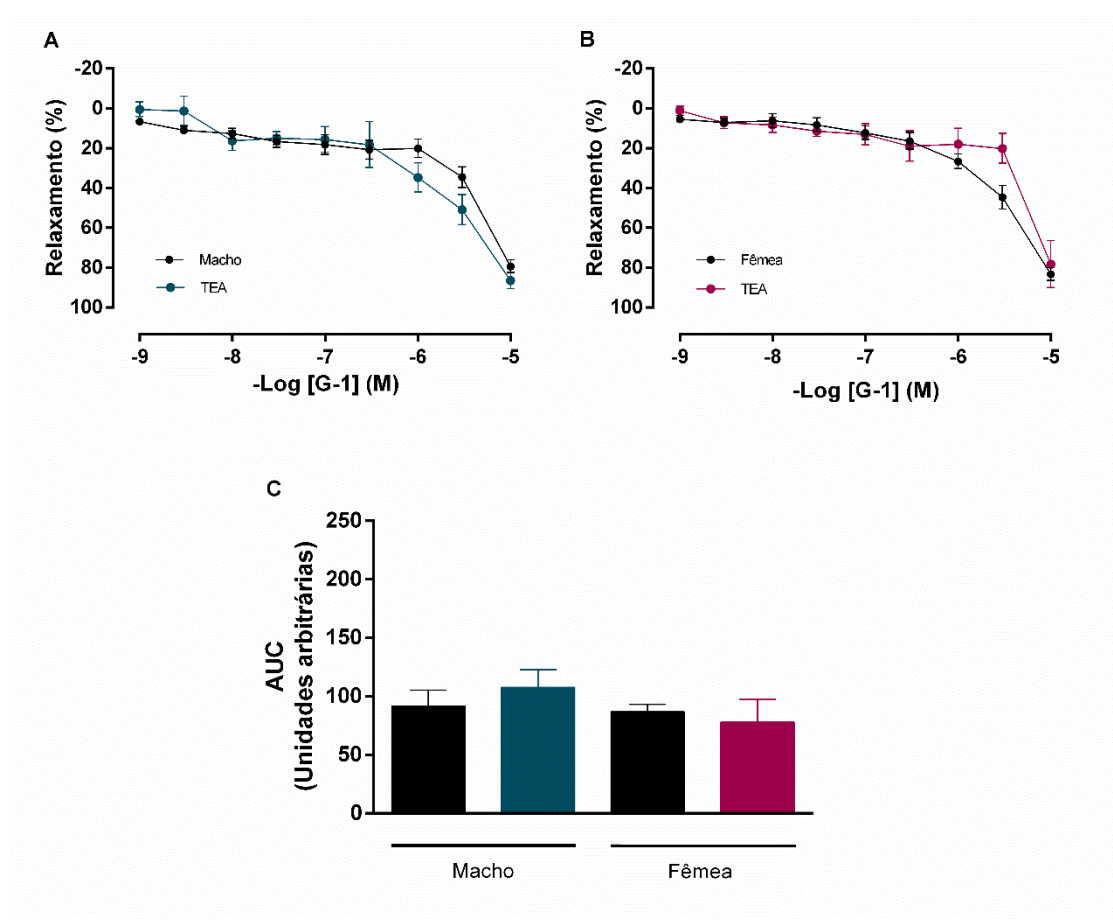 A
Relaxamento (%)
-20
0
20
40
60
80
100
Macho
TEA
-9
-8
-7
-6
-5
-Log [G-1] (M)
B
Relaxamento (%)
-20
0
20
40
60
80
100
Fêmea
TEA
-9
-8
-7
-6
-5
-Log [G-1] (M)
C
AUC
(Unidades arbitrárias)
250
200
150
100
50
0
Macho
Fêmea